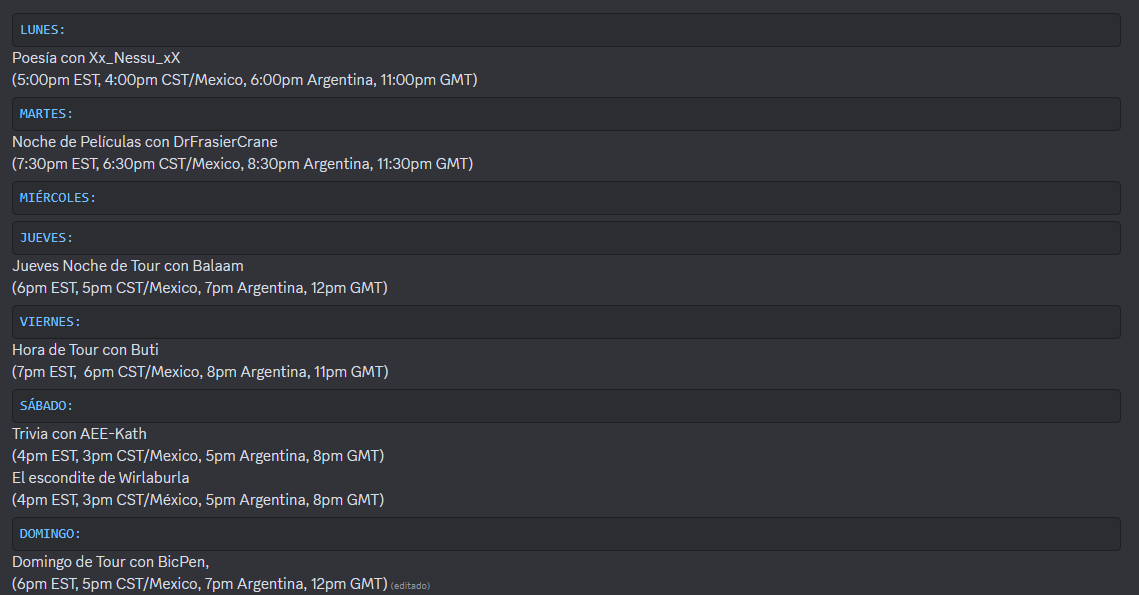 LUNES:
Poesía con Xx_Nessu_xX
(5:00pm EST, 4:00pm CST/Mexico, 6:00pm Argentina, 11:00pm GMT)
MARTES:
Noche de Películas con DrFrasierCrane
(7:30pm EST, 6:30pm CST/Mexico, 8:30pm Argentina, 11:30pm GMT)
MIÉRCOLES:
JUEVES:
Jueves Noche de Tour con Balaam
(6pm EST, 5pm CST/Mexico, 7pm Argentina, 12pm GMT)
VIERNES:
Hora de Tour con Buti
(7pm EST,  6pm CST/Mexico, 8pm Argentina, 11pm GMT)
SÁBADO:
Trivia con AEE-Kath
(4pm EST, 3pm CST/Mexico, 5pm Argentina, 8pm GMT)
El escondite de Wirlaburla
(4pm EST, 3pm CST/México, 5pm Argentina, 8pm GMT)
DOMINGO:
Domingo de Tour con BicPen,
(6pm EST, 5pm CST/Mexico, 7pm Argentina, 12pm GMT) (editado)